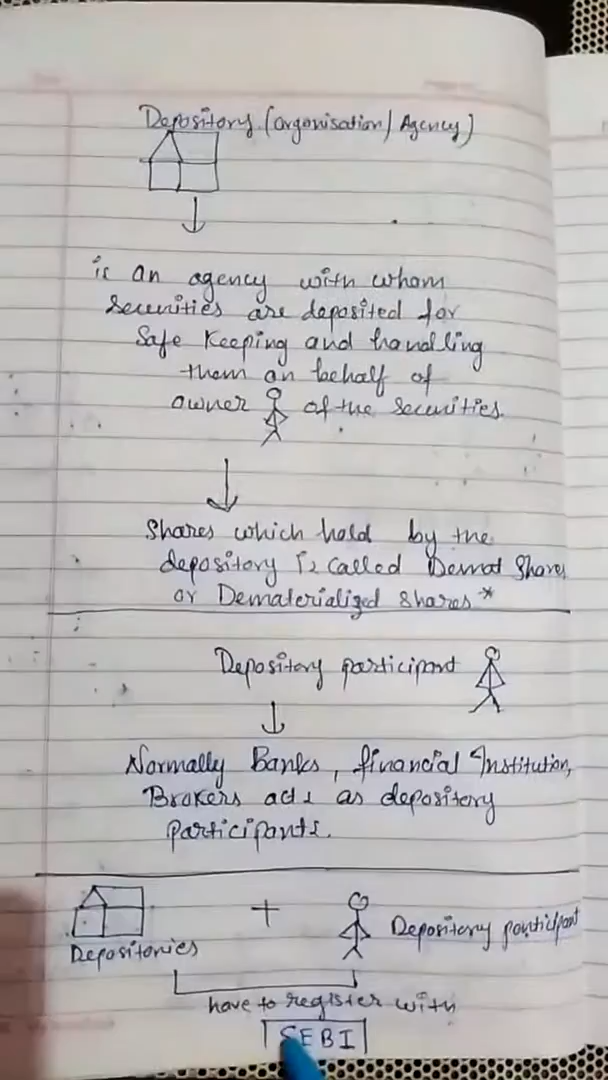 Depository (organisation/Agency)
is an agency with whom
securities are deposited for
Safe Keeping and handling
them on behalf of
owner of the securities.
Shares which hold by the
depository is called Demat Shares
or Dematerialized shares*
Depository participant
Normally Banks, financial Institution,
Brokers acts as depository
participants.
+
Depositories
Depository participant
have to register with
SEBI